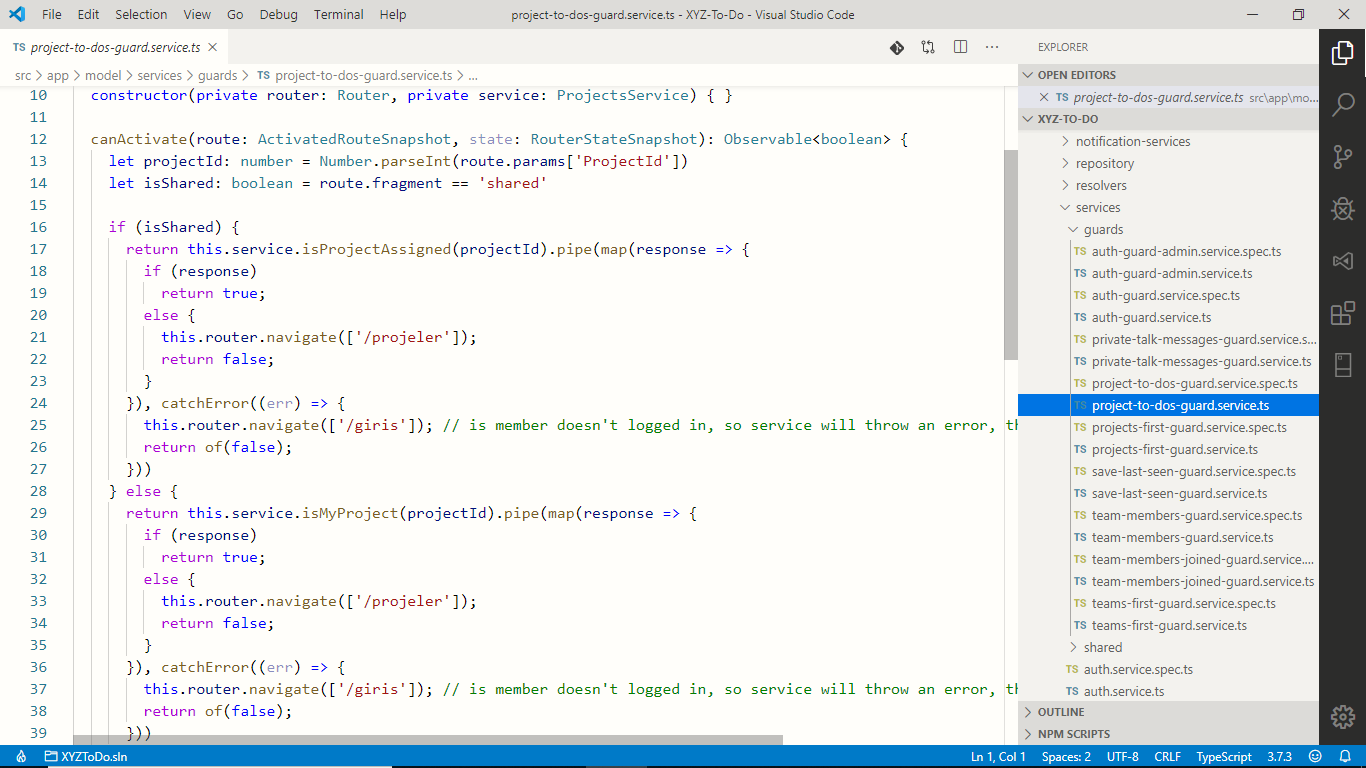 File Edit Selection View Go Debug Terminal Help
project-to-dos-guard.service.ts - XYZ-To-Do - Visual Studio Code
TS project-to-dos-guard.service.ts
src > app > model > services > guards > TS project-to-dos-guard.service.ts > ...
10 constructor(private router: Router, private service: ProjectsService) { }
11
12 canActivate(route: ActivatedRouteSnapshot, state: RouterStateSnapshot): Observable<boolean> {
13 let projectId: number = Number.parseInt(route.params['ProjectId'])
14 let isShared: boolean = route.fragment == 'shared'
15
16 if (isShared) {
17 return this.service.isProjectAssigned(projectId).pipe(map(response => {
18 if (response)
19 return true;
20 else {
21 this.router.navigate(['/projeler']);
22 return false;
23 }
24 }), catchError((err) => {
25 this.router.navigate(['/giris']); // is member doesn't logged in, so service will throw an error, th
26 return of(false);
27 }))
28 } else {
29 return this.service.isMyProject(projectId).pipe(map(response => {
30 if (response)
31 return true;
32 else {
33 this.router.navigate(['/projeler']);
34 return false;
35 }
36 }), catchError((err) => {
37 this.router.navigate(['/giris']); // is member doesn't logged in, so service will throw an error, th
38 return of(false);
39 }))
EXPLORER
OPEN EDITORS
TS project-to-dos-guard.service.ts src\app\mo...
XYZ-TO-DO
notification-services
repository
resolvers
services
guards
TS auth-guard-admin.service.spec.ts
TS auth-guard-admin.service.ts
TS auth-guard.service.spec.ts
TS auth-guard.service.ts
TS private-talk-messages-guard.service.s...
TS private-talk-messages-guard.service.ts
TS project-to-dos-guard.service.spec.ts
TS project-to-dos-guard.service.ts
TS projects-first-guard.service.spec.ts
TS projects-first-guard.service.ts
TS save-last-seen-guard.service.spec.ts
TS save-last-seen-guard.service.ts
TS team-members-guard.service.spec.ts
TS team-members-guard.service.ts
TS team-members-joined-guard.service....
TS team-members-joined-guard.service.ts
TS teams-first-guard.service.spec.ts
TS teams-first-guard.service.ts
shared
TS auth.service.spec.ts
TS auth.service.ts
OUTLINE
NPM SCRIPTS
XYZToDo.sln
Ln 1, Col 1 Spaces: 2 UTF-8 CRLF TypeScript 3.7.3